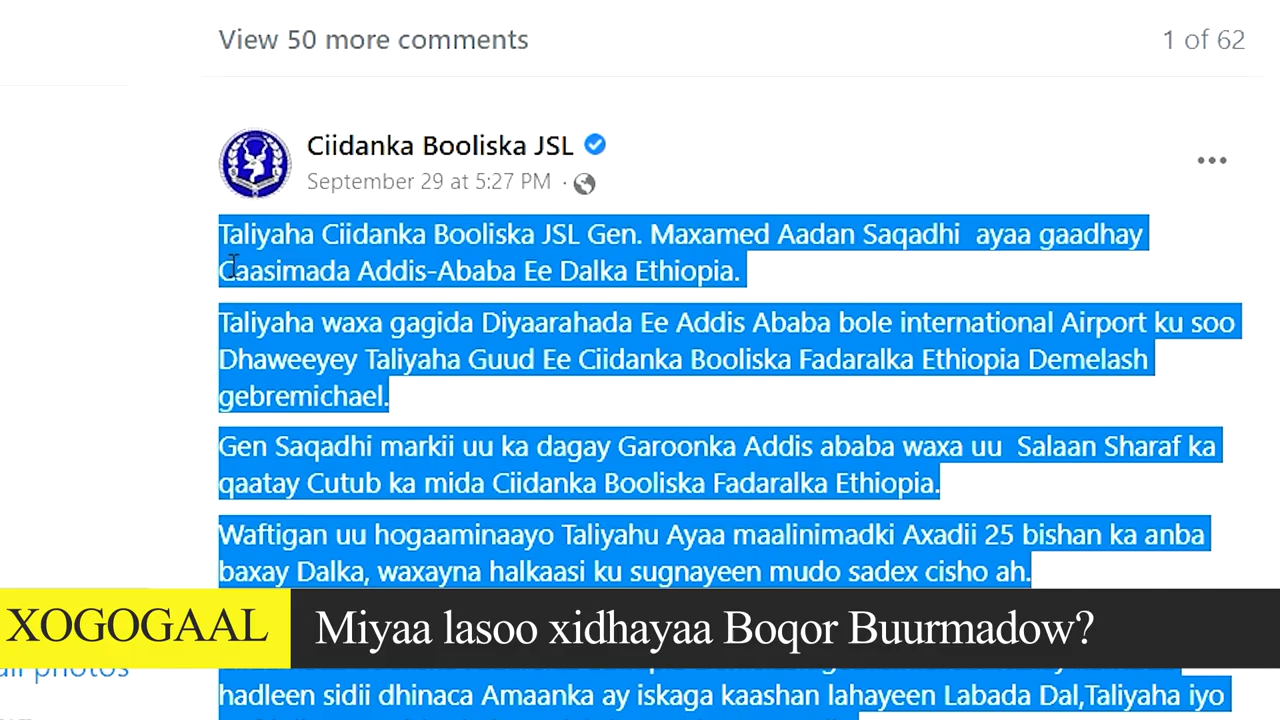 View 50 more comments
1 of 62
Ciidanka Booliska JSL
September 29 at 5:27 PM ·
Taliyaha Ciidanka Booliska JSL Gen. Maxamed Aadan Saqadhi ayaa gaadhay
Caasimada Addis-Ababa Ee Dalka Ethiopia.
Taliyaha waxa gagida Diyaarahada Ee Addis Ababa bole international Airport ku soo
Dhaweeyey Taliyaha Guud Ee Ciidanka Booliska Fadaralka Ethiopia Demelash
gebremichael.
Gen Saqadhi markii uu ka dagay Garoonka Addis ababa waxa uu Salaan Sharaf ka
qaatay Cutub ka mida Ciidanka Booliska Fadaralka Ethiopia.
Waftigan uu hogaaminaayo Taliyahu Ayaa maalinimadki Axadii 25 bishan ka anba
baxay Dalka, waxayna halkaasi ku sugnayeen mudo sadex cisho ah.
XOGOGAAL
Miyaa lasoo xidhayaa Boqor Buurmadow?
photos
hadleen sidii dhinaca Amaanka ay iskaga kaashan lahayeen Labada Dal,Taliyaha iyo